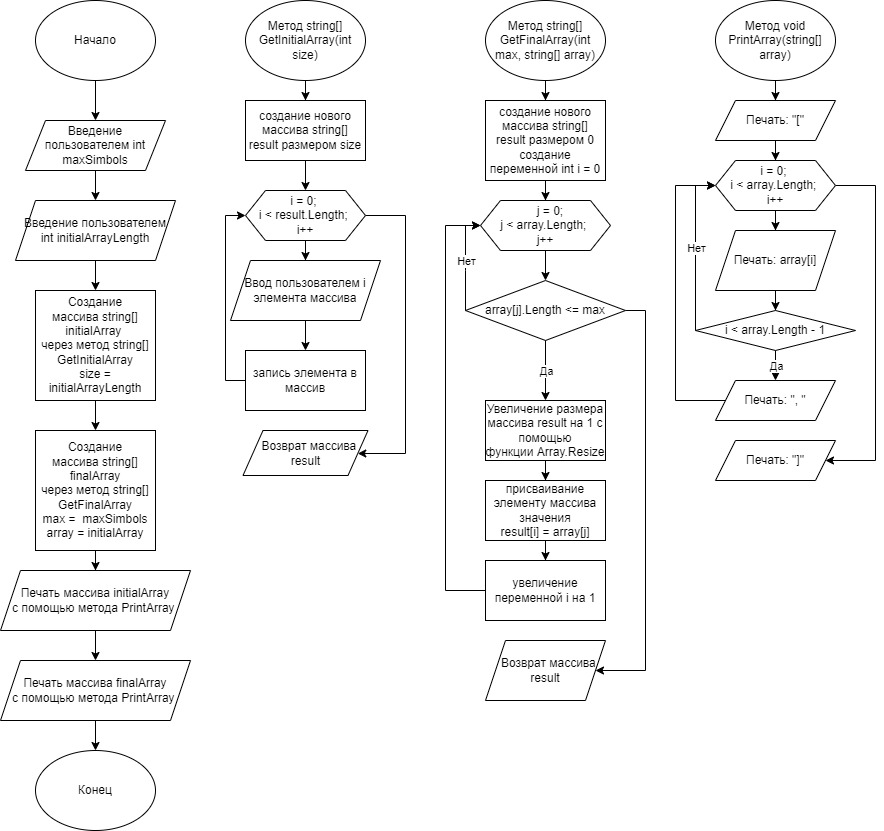 Начало
Введение
пользователем int
maxSimbols
Введение пользователем
int initialArrayLength
Создание
массива string[]
initialArray
через метод string[]
GetInitialArray
size =
initialArrayLength
Создание
массива string[]
finalArray
через метод string[]
GetFinalArray
max = maxSimbols
array = initialArray
Печать массива initialArray
с помощью метода PrintArray
Печать массива finalArray
с помощью метода PrintArray
Конец
Метод string[]
GetInitialArray(int
size)
создание нового
массива string[]
result размером size
i = 0;
i < result.Length;
i++
Ввод пользователем i
элемента массива
запись элемента в
массив
Возврат массива
result
Метод string[]
GetFinalArray(int
max, string[] array)
создание нового
массива string[]
result размером 0
создание
переменной int i = 0
j = 0;
j < array.Length;
j++
Нет
array[j].Length <= max
Да
Увеличение размера
массива result на 1 с
помощью
функции Array.Resize
присваивание
элементу массива
значения
result[i] = array[j]
увеличение
переменной i на 1
Возврат массива
result
Метод void
PrintArray(string[]
array)
Печать: "["
i = 0;
i < array.Length;
i++
Нет
Печать: array[i]
i < array.Length - 1
Да
Печать: ", "
Печать: "]"